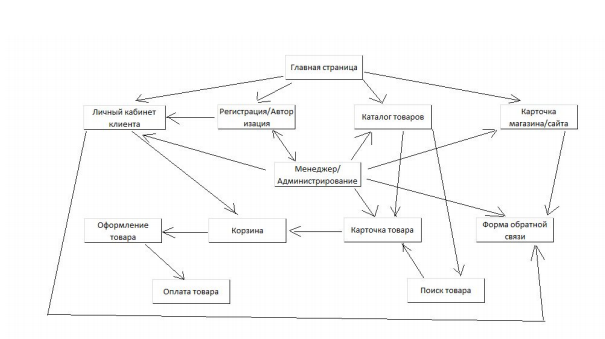 Главная страница
Личный кабинет
клиента
Регистрация/Автор
изация
Каталог товаров
Карточка
магазина/сайта
Менеджер/
Администрирование
Оформление
товара
Корзина
Карточка товара
Форма обратной
связи
Оплата товара
Поиск товара